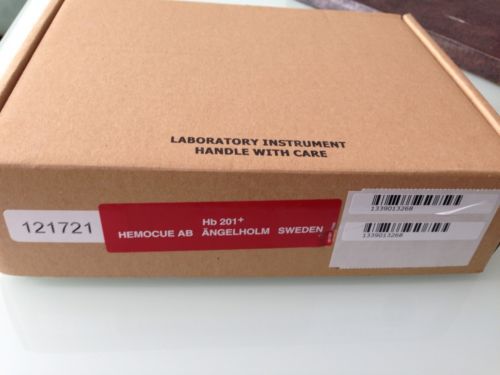 LABORATORY INSTRUMENT
HANDLE WITH CARE
121721
Hb 201+
HEMOCUE AB ÄNGELHOLM SWEDEN
1339013268
1339013268